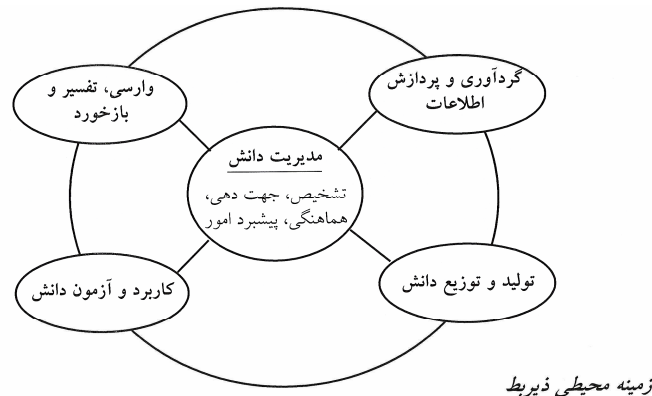 گردآوری و پردازش
اطلاعات
وارسی، تفسیر و
بازخورد
مدیریت دانش
تشخیص، جهت دهی،
هماهنگی، پیشبرد امور
تولید و توزیع دانش
کاربرد و آزمون دانش
زمینه محیطی ذیربط